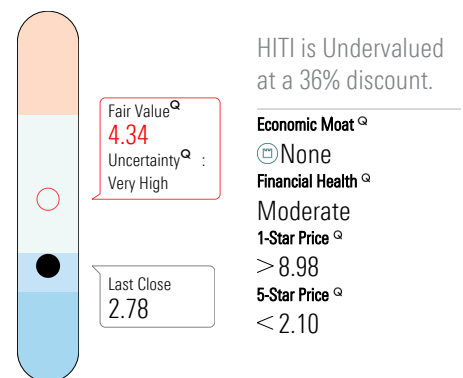 HITI is Undervalued
at a 36% discount.
Fair Value Q
4.34
Uncertainty Q :
Very High
Last Close
2.78
Economic Moat Q
None
Financial Health Q
Moderate
1-Star Price Q
>8.98
5-Star Price Q
<2.10